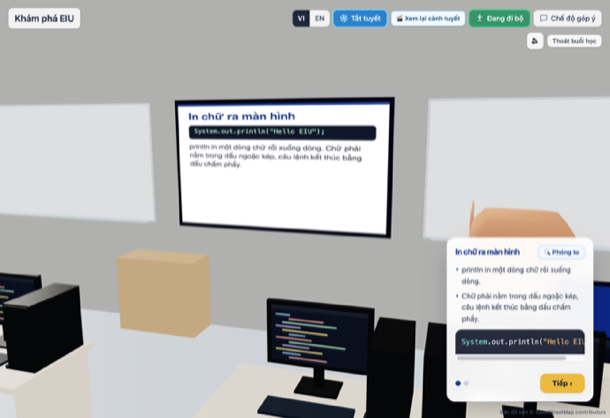 Khám phá EIU
VI EN
Tắt tuyết
Xem lại cảnh tuyết
Đang đi bộ
Chế độ góp ý
Thoát buổi học
In chữ ra màn hình
System.out.println("Hello EIU");
println in một dòng chữ rồi xuống dòng. Chữ phải
nằm trong dấu ngoặc kép, câu lệnh kết thúc bằng
dấu chấm phẩy.
In chữ ra màn hình
Phóng to
• println in một dòng chữ rồi xuống
dòng.
• Chữ phải nằm trong dấu ngoặc kép,
câu lệnh kết thúc bằng dấu chấm
phẩy.
System.out.println("Hello EI
Tiếp ›
OpenStreetMap contributors